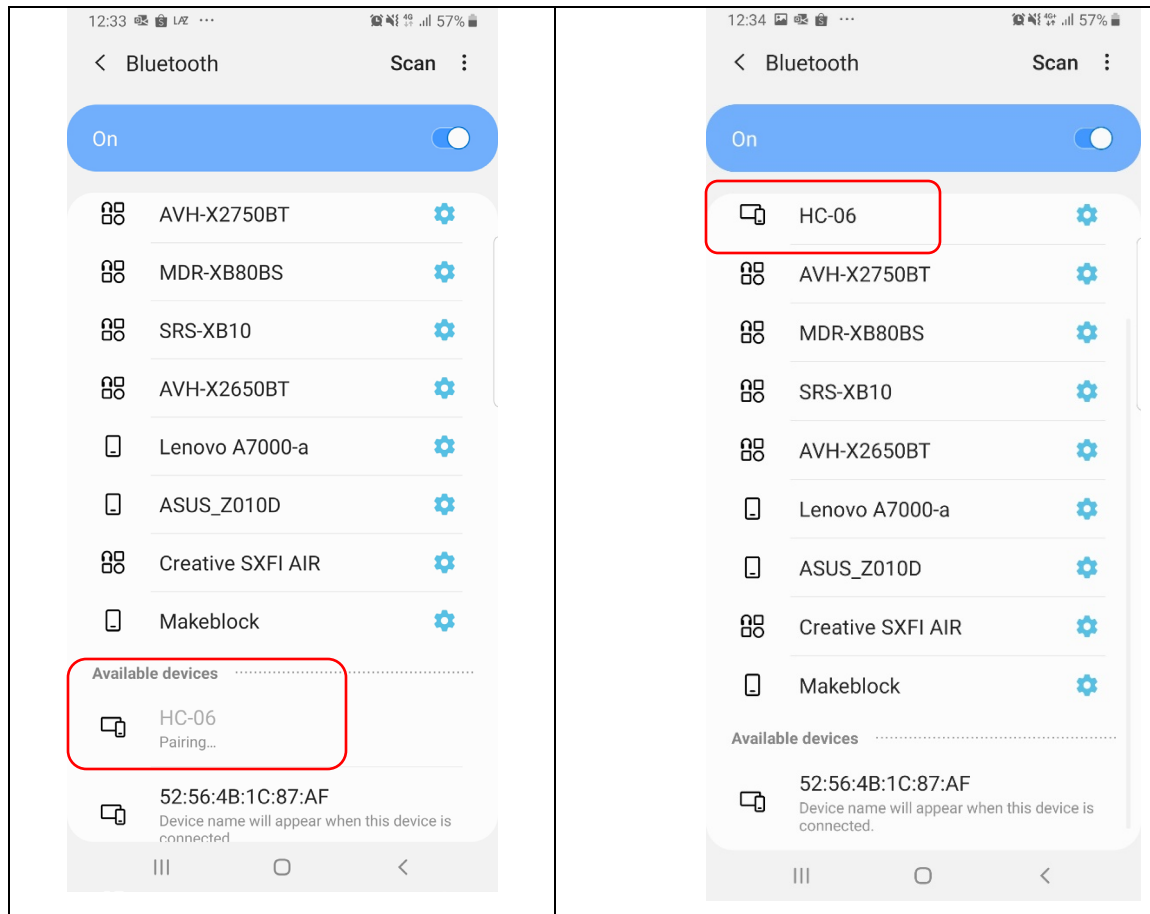 12:33 LAZ ... 4G 57%
Bluetooth Scan
On
AVH-X2750BT
MDR-XB80BS
SRS-XB10
AVH-X2650BT
Lenovo A7000-a
ASUS_Z010D
Creative SXFI AIR
Makeblock
Available devices
HC-06
Pairing...
52:56:4B:1C:87:AF
Device name will appear when this device is
connected
12:34 ... 4G+ 57%
Bluetooth Scan
On
HC-06
AVH-X2750BT
MDR-XB80BS
SRS-XB10
AVH-X2650BT
Lenovo A7000-a
ASUS_Z010D
Creative SXFI AIR
Makeblock
Available devices
52:56:4B:1C:87:AF
Device name will appear when this device is
connected.